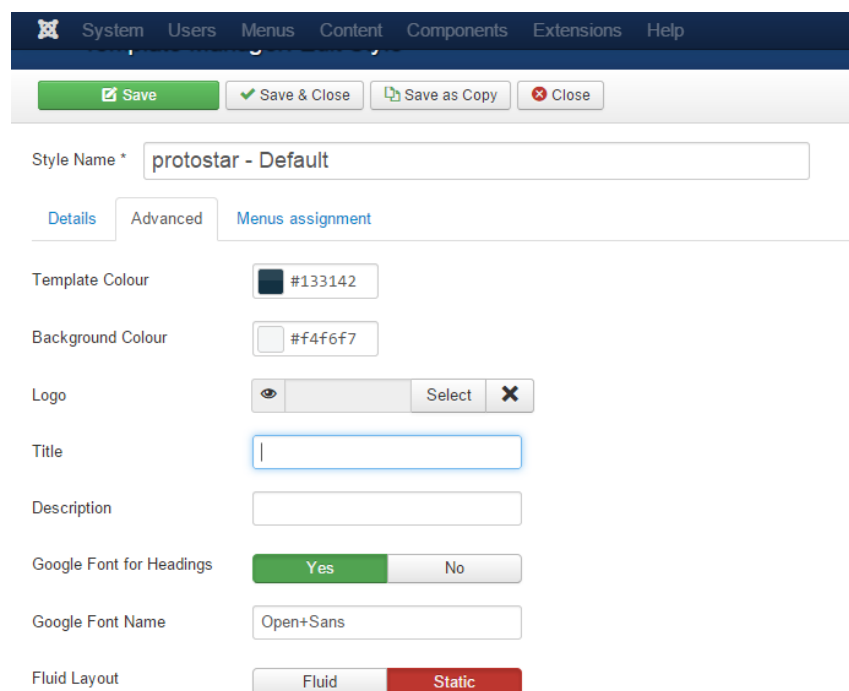 System Users Menus Content Components Extensions Help
Save Save & Close Save as Copy Close
Style Name * protostar - Default
Details Advanced Menus assignment
Template Colour #133142
Background Colour #f4f6f7
Logo Select
Title
Description
Google Font for Headings Yes No
Google Font Name Open+Sans
Fluid Layout Fluid Static